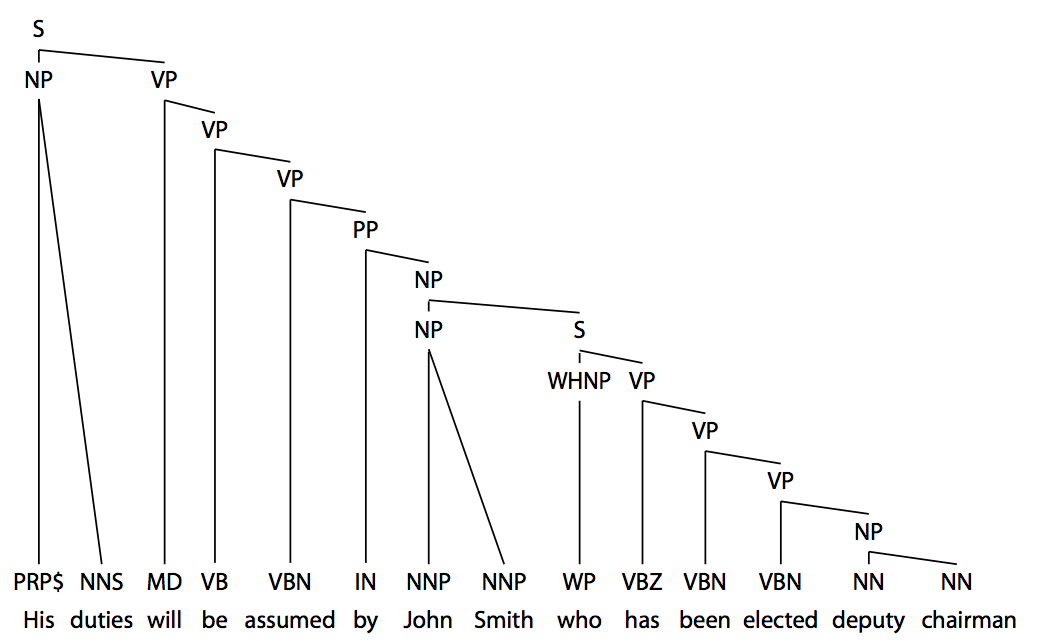 S
NP VP
VP
VP
PP
NP
NP S
WHNP VP
VP
VP
NP
PRP$ NNS MD VB VBN IN NNP NNP WP VBZ VBN VBN NN NN
His duties will be assumed by John Smith who has been elected deputy chairman